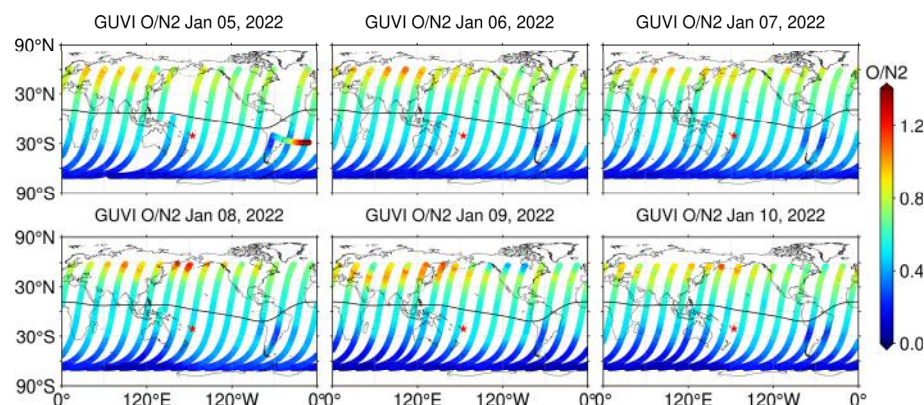 GUVI O/N2 Jan 05, 2022
GUVI O/N2 Jan 06, 2022
GUVI O/N2 Jan 07, 2022
90°N
30°N
30°S
90°S
O/N2
1.2
0.8
0.4
0.0
GUVI O/N2 Jan 08, 2022
GUVI O/N2 Jan 09, 2022
GUVI O/N2 Jan 10, 2022
90°N
30°N
30°S
90°S
0°
120°E
120°W
0°
0°
120°E
120°W
0°
0°
120°E
120°W
0°